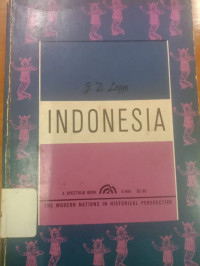 J. D. Legge
INDONESIA
A SPECTRUM BOOK
THE MODERN NATIONS IN HISTORICAL PERSPECTIVE